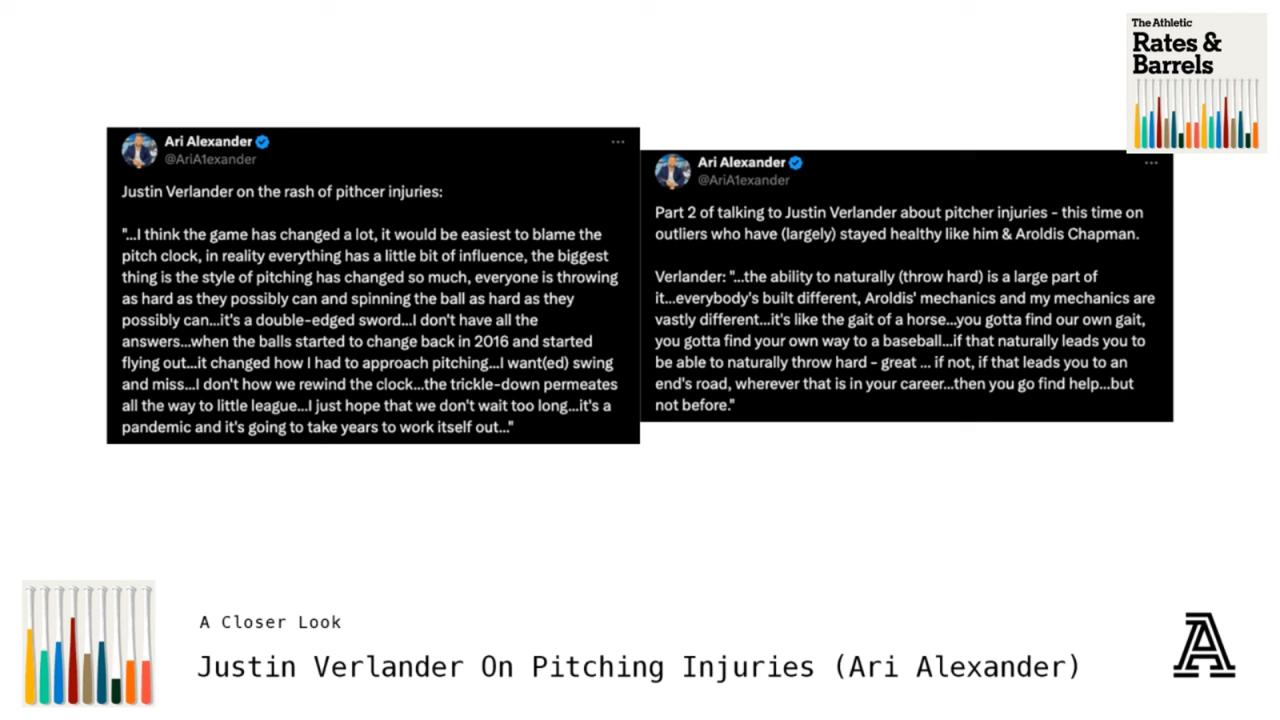 The Athletic
Rates &
Barrels
Ari Alexander
@AriA1exander
Justin Verlander on the rash of pithcer injuries:
"...I think the game has changed a lot, it would be easiest to blame the
pitch clock, in reality everything has a little bit of influence, the biggest
thing is the style of pitching has changed so much, everyone is throwing
as hard as they possibly can and spinning the ball as hard as they
possibly can...it's a double-edged sword...I don't have all the
answers...when the balls started to change back in 2016 and started
flying out...it changed how I had to approach pitching...I want(ed) swing
and miss...I don't how we rewind the clock...the trickle-down permeates
all the way to little league...I just hope that we don't wait too long...it's a
pandemic and it's going to take years to work itself out..."
Ari Alexander
@AriA1exander
Part 2 of talking to Justin Verlander about pitcher injuries - this time on
outliers who have (largely) stayed healthy like him & Aroldis Chapman.
Verlander: "...the ability to naturally (throw hard) is a large part of
it...everybody's built different, Aroldis' mechanics and my mechanics are
vastly different...it's like the gait of a horse...you gotta find our own gait,
you gotta find your own way to a baseball...if that naturally leads you to
be able to naturally throw hard - great ... if not, if that leads you to an
end's road, wherever that is in your career...then you go find help...but
not before."
A Closer Look
Justin Verlander On Pitching Injuries (Ari Alexander)
A